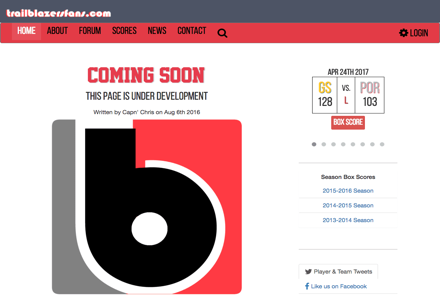 trailblazersfans.com
HOME ABOUT FORUM SCORES NEWS CONTACT LOGIN
COMING SOON
THIS PAGE IS UNDER DEVELOPMENT
Written by Capn' Chris on Aug 6th 2016
b
APR 24TH 2017
GS VS. POR
128 L 103
BOX SCORE
Season Box Scores
2015-2016 Season
2014-2015 Season
2013-2014 Season
Player & Team Tweets
Like us on Facebook